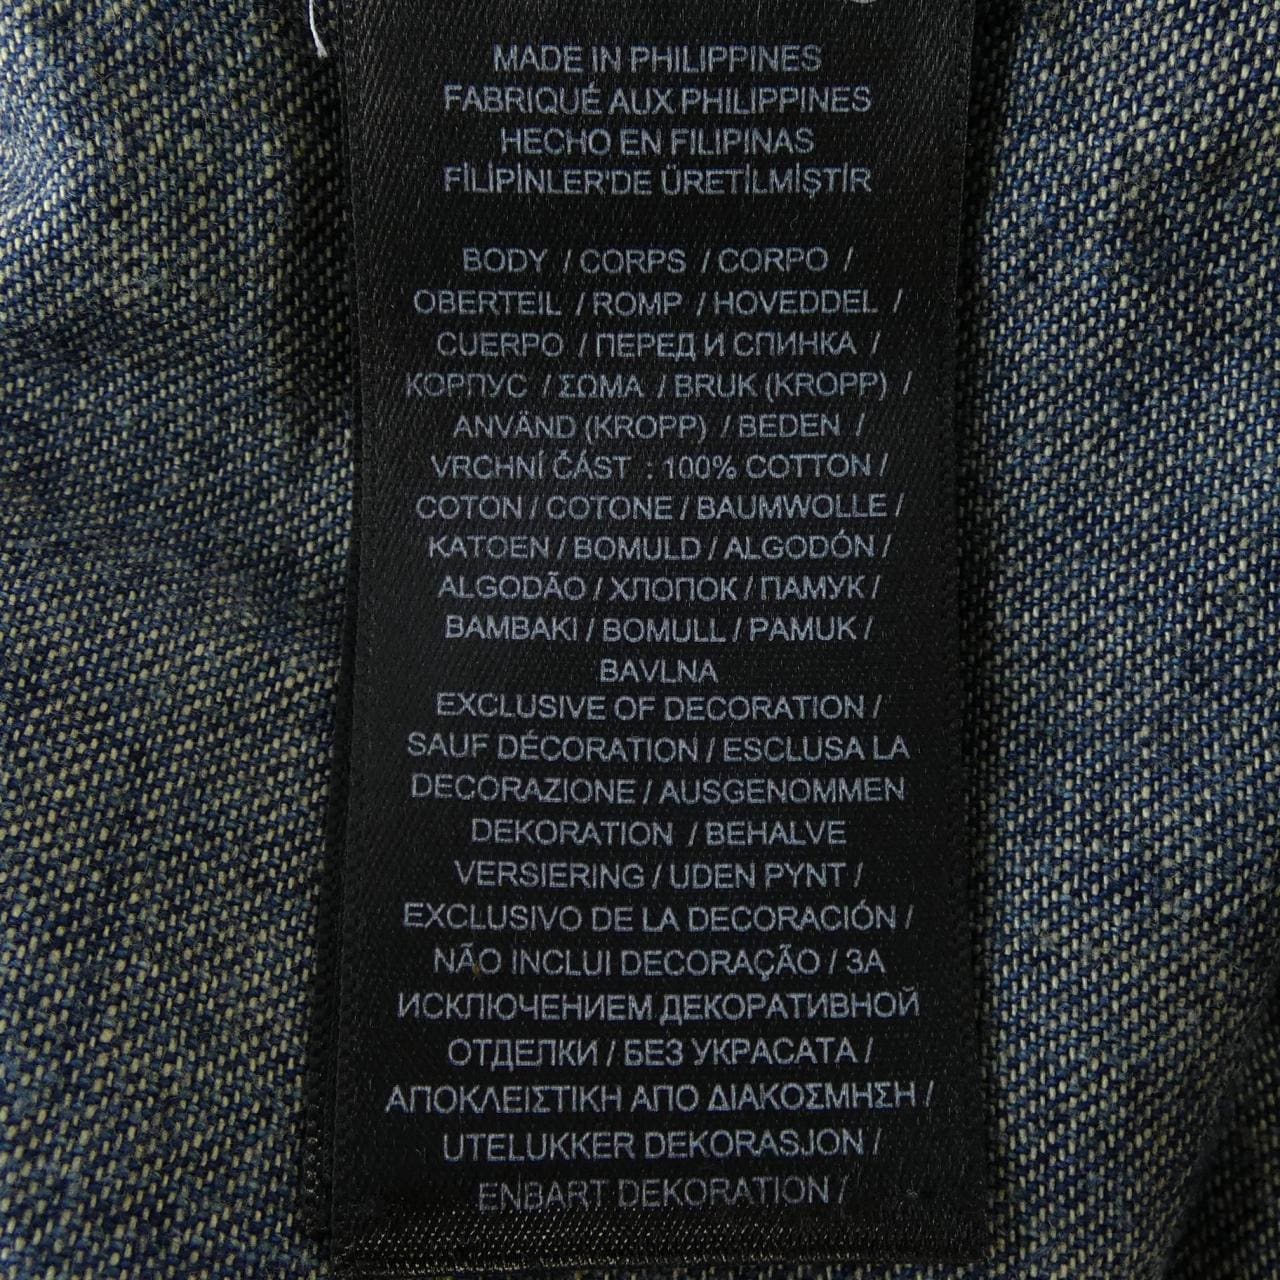 MADE IN PHILIPPINES
FABRIQUÉ AUX PHILIPPINES
HECHO EN FILIPINAS
FİLİPİNLER'DE ÜRETİLMİŞTİR
BODY / CORPS / CORPO /
OBERTEIL / ROMP / HOVEDDEL /
CUERPO / ПЕРЕД И СПИНКА /
КОРПУС / ΣΩΜΑ / BRUK (KROPP) /
ANVÄND (KROPP) / BEDEN /
VRCHNÍ ČÁST : 100% COTTON /
COTON / COTONE / BAUMWOLLE /
KATOEN / BOMULD / ALGODÓN /
ALGODÃO / ХЛОПОК / ПАМУК /
BAMBAKI / BOMULL / PAMUK /
BAVLNA
EXCLUSIVE OF DECORATION /
SAUF DÉCORATION / ESCLUSA LA
DECORAZIONE / AUSGENOMMEN
DEKORATION / BEHALVE
VERSIERING / UDEN PYNT /
EXCLUSIVO DE LA DECORACIÓN /
NÃO INCLUI DECORAÇÃO / ЗА
ИСКЛЮЧЕНИЕМ ДЕКОРАТИВНОЙ
ОТДЕЛКИ / БЕЗ УКРАСАТА /
ΑΠΟΚΛΕΙΣΤΙΚΗ ΑΠΟ ΔΙΑΚΟΣΜΗΣΗ /
UTELUKKER DEKORASJON /
ENBART DEKORATION /